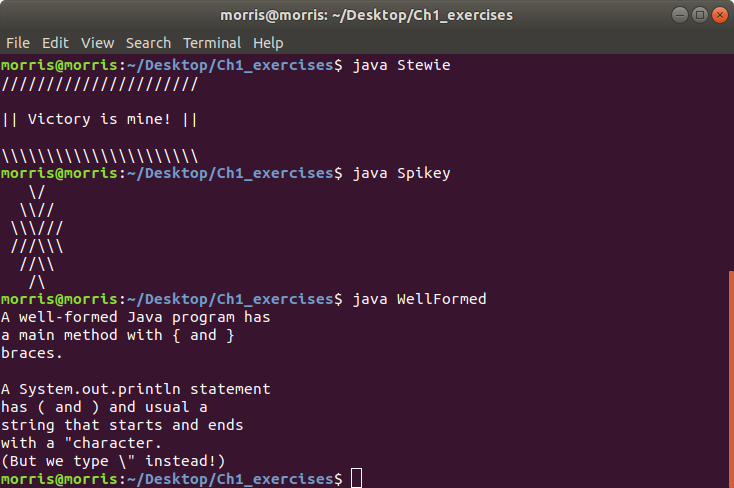 morris@morris: ~/Desktop/Ch1_exercises
File Edit View Search Terminal Help
morris@morris:~/Desktop/Ch1_exercises$ java Stewie
//////////////////////

|| Victory is mine! ||

\\\\\\\\\\\\\\\\\\\\\\
morris@morris:~/Desktop/Ch1_exercises$ java Spikey
   \/
  \\//
 \\\///
 ///\\\
  //\\
   /\
morris@morris:~/Desktop/Ch1_exercises$ java WellFormed
A well-formed Java program has
a main method with { and }
braces.

A System.out.println statement
has ( and ) and usual a
string that starts and ends
with a "character.
(But we type \" instead!)
morris@morris:~/Desktop/Ch1_exercises$